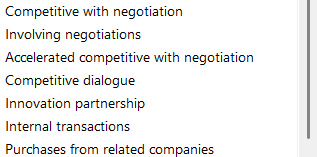 Competitive with negotiation
Involving negotiations
Accelerated competitive with negotiation
Competitive dialogue
Innovation partnership
Internal transactions
Purchases from related companies